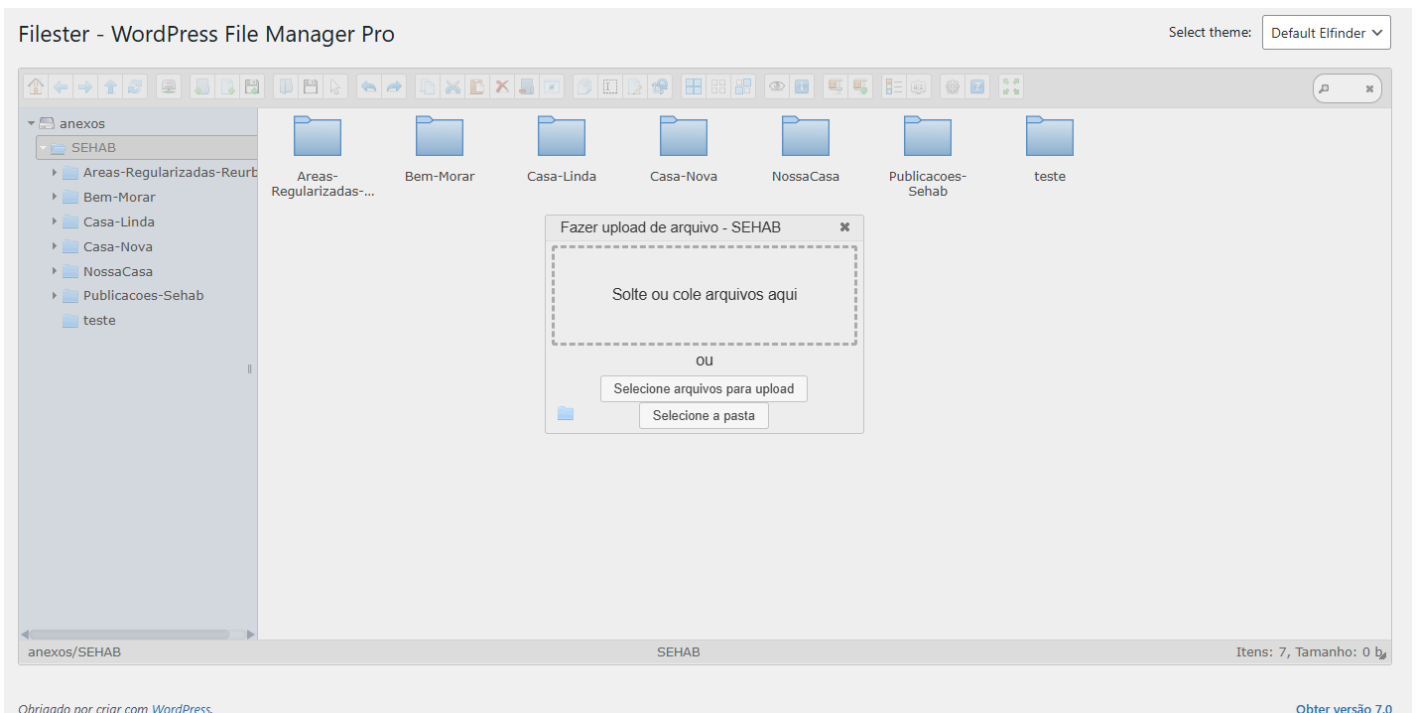 Filester - WordPress File Manager Pro
Select theme: Default Elfinder
anexos
SEHAB
Areas-Regularizadas-Reurb
Bem-Morar
Casa-Linda
Casa-Nova
NossaCasa
Publicacoes-Sehab
teste
Areas-
Regularizadas-...
Bem-Morar
Casa-Linda
Casa-Nova
NossaCasa
Publicacoes-
Sehab
teste
Fazer upload de arquivo - SEHAB
Solte ou cole arquivos aqui
ou
Selecione arquivos para upload
Selecione a pasta
anexos/SEHAB
SEHAB
Itens: 7, Tamanho: 0 b
Obrigado por criar com WordPress.
Obter versão 7.0